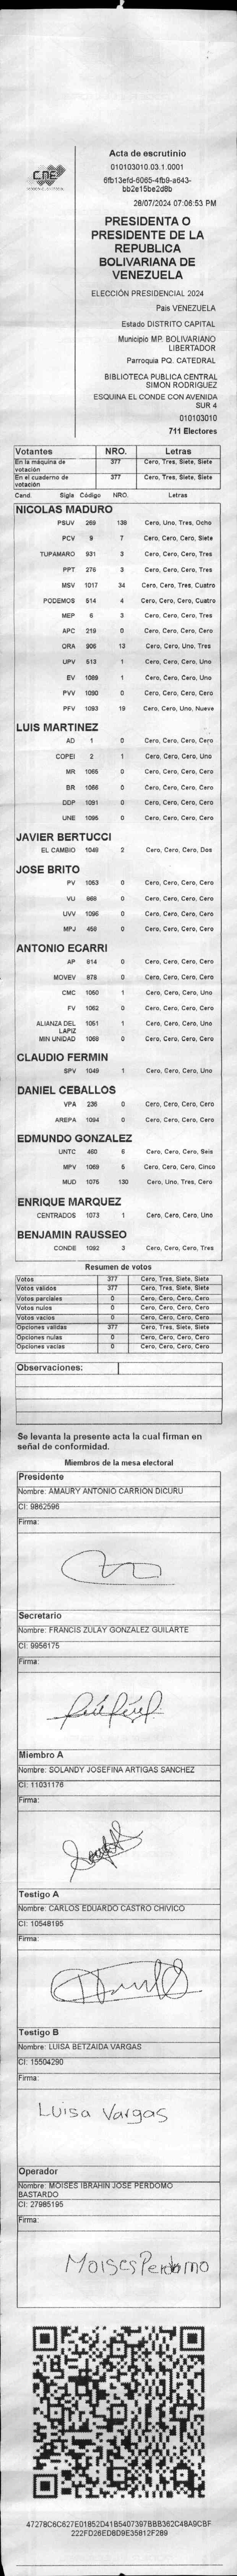 CNE
Acta de escrutinio
010103010.03.1.0001
6fb13efd-6065-4fb9-a643-
bb2e15be2d8b
28/07/2024 07:06:53 PM
PRESIDENTA O
PRESIDENTE DE LA
REPUBLICA
BOLIVARIANA DE
VENEZUELA
ELECCIÓN PRESIDENCIAL 2024
Pais VENEZUELA
Estado DISTRITO CAPITAL
Municipio MP. BOLIVARIANO
LIBERTADOR
Parroquia PQ. CATEDRAL
BIBLIOTECA PUBLICA CENTRAL
SIMON RODRIGUEZ
ESQUINA EL CONDE CON AVENIDA
SUR 4
010103010
711 Electores
Votantes NRO. Letras
En la máquina de votación 377 Cero, Tres, Siete, Siete
En el cuaderno de votación 377 Cero, Tres, Siete, Siete
Cand. Sigla Código NRO. Letras
NICOLAS MADURO
PSUV 269 138 Cero, Uno, Tres, Ocho
PCV 9 7 Cero, Cero, Cero, Siete
TUPAMARO 931 3 Cero, Cero, Cero, Tres
PPT 276 3 Cero, Cero, Cero, Tres
MSV 1017 34 Cero, Cero, Tres, Cuatro
PODEMOS 514 4 Cero, Cero, Cero, Cuatro
MEP 6 3 Cero, Cero, Cero, Tres
APC 219 0 Cero, Cero, Cero, Cero
ORA 906 13 Cero, Cero, Uno, Tres
UPV 513 1 Cero, Cero, Cero, Uno
EV 1089 1 Cero, Cero, Cero, Uno
PVV 1090 0 Cero, Cero, Cero, Cero
PFV 1093 19 Cero, Cero, Uno, Nueve
LUIS MARTINEZ
AD 1 0 Cero, Cero, Cero, Cero
COPEI 2 1 Cero, Cero, Cero, Uno
MR 1066 0 Cero, Cero, Cero, Cero
BR 1086 0 Cero, Cero, Cero, Cero
DDP 1091 0 Cero, Cero, Cero, Cero
UNE 1095 0 Cero, Cero, Cero, Cero
JAVIER BERTUCCI
EL CAMBIO 1048 2 Cero, Cero, Cero, Dos
JOSE BRITO
PV 1053 0 Cero, Cero, Cero, Cero
VU 868 0 Cero, Cero, Cero, Cero
UVV 1096 0 Cero, Cero, Cero, Cero
MPJ 458 0 Cero, Cero, Cero, Cero
ANTONIO ECARRI
AP 814 0 Cero, Cero, Cero, Cero
MOVEV 878 0 Cero, Cero, Cero, Cero
CMC 1060 1 Cero, Cero, Cero, Uno
FV 1062 0 Cero, Cero, Cero, Cero
ALIANZA DEL LAPIZ 1051 1 Cero, Cero, Cero, Uno
MIN UNIDAD 1069 0 Cero, Cero, Cero, Cero
CLAUDIO FERMIN
SPV 1049 1 Cero, Cero, Cero, Uno
DANIEL CEBALLOS
VPA 236 0 Cero, Cero, Cero, Cero
AREPA 1094 0 Cero, Cero, Cero, Cero
EDMUNDO GONZALEZ
UNTC 460 6 Cero, Cero, Cero, Seis
MPV 1069 5 Cero, Cero, Cero, Cinco
MUD 1075 130 Cero, Uno, Tres, Cero
ENRIQUE MARQUEZ
CENTRADOS 1073 1 Cero, Cero, Cero, Uno
BENJAMIN RAUSSEO
CONDE 1092 3 Cero, Cero, Cero, Tres
Resumen de votos
Votos 377 Cero, Tres, Siete, Siete
Votos validos 377 Cero, Tres, Siete, Siete
Votos parciales 0 Cero, Cero, Cero, Cero
Votos nulos 0 Cero, Cero, Cero, Cero
Votos vacios 0 Cero, Cero, Cero, Cero
Opciones validas 377 Cero, Tres, Siete, Siete
Opciones nulas 0 Cero, Cero, Cero, Cero
Opciones vacias 0 Cero, Cero, Cero, Cero
Observaciones:
Se levanta la presente acta la cual firman en
señal de conformidad.
Miembros de la mesa electoral
Presidente
Nombre: AMAURY ANTONIO CARRION DICURU
CI: 9862596
Firma:
Secretario
Nombre: FRANCIS ZULAY GONZALEZ GUILARTE
CI: 9956175
Firma:
Miembro A
Nombre: SOLANDY JOSEFINA ARTIGAS SANCHEZ
CI: 11031176
Firma:
Testigo A
Nombre: CARLOS EDUARDO CASTRO CHIVICO
CI: 10548195
Firma:
Testigo B
Nombre: LUISA BETZAIDA VARGAS
CI: 15504290
Firma:
Luisa Vargas
Operador
Nombre: MOISES IBRAHIN JOSE PERDOMO
BASTARDO
CI: 27985195
Firma:
Moises Perdomo
47278C6C627E01852D41B5407397BBB362C48A9CBF
222FD26ED8D9E35812F289